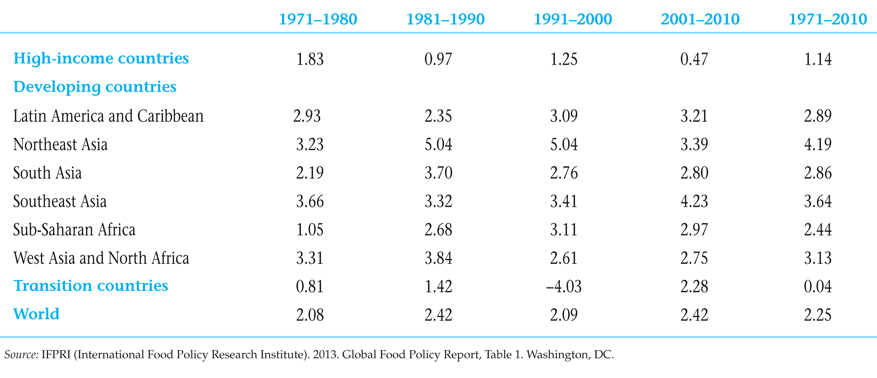 1971–1980 1981–1990 1991–2000 2001–2010 1971–2010
High-income countries 1.83 0.97 1.25 0.47 1.14
Developing countries
Latin America and Caribbean 2.93 2.35 3.09 3.21 2.89
Northeast Asia 3.23 5.04 5.04 3.39 4.19
South Asia 2.19 3.70 2.76 2.80 2.86
Southeast Asia 3.66 3.32 3.41 4.23 3.64
Sub-Saharan Africa 1.05 2.68 3.11 2.97 2.44
West Asia and North Africa 3.31 3.84 2.61 2.75 3.13
Transition countries 0.81 1.42 –4.03 2.28 0.04
World 2.08 2.42 2.09 2.42 2.25
Source: IFPRI (International Food Policy Research Institute). 2013. Global Food Policy Report, Table 1. Washington, DC.